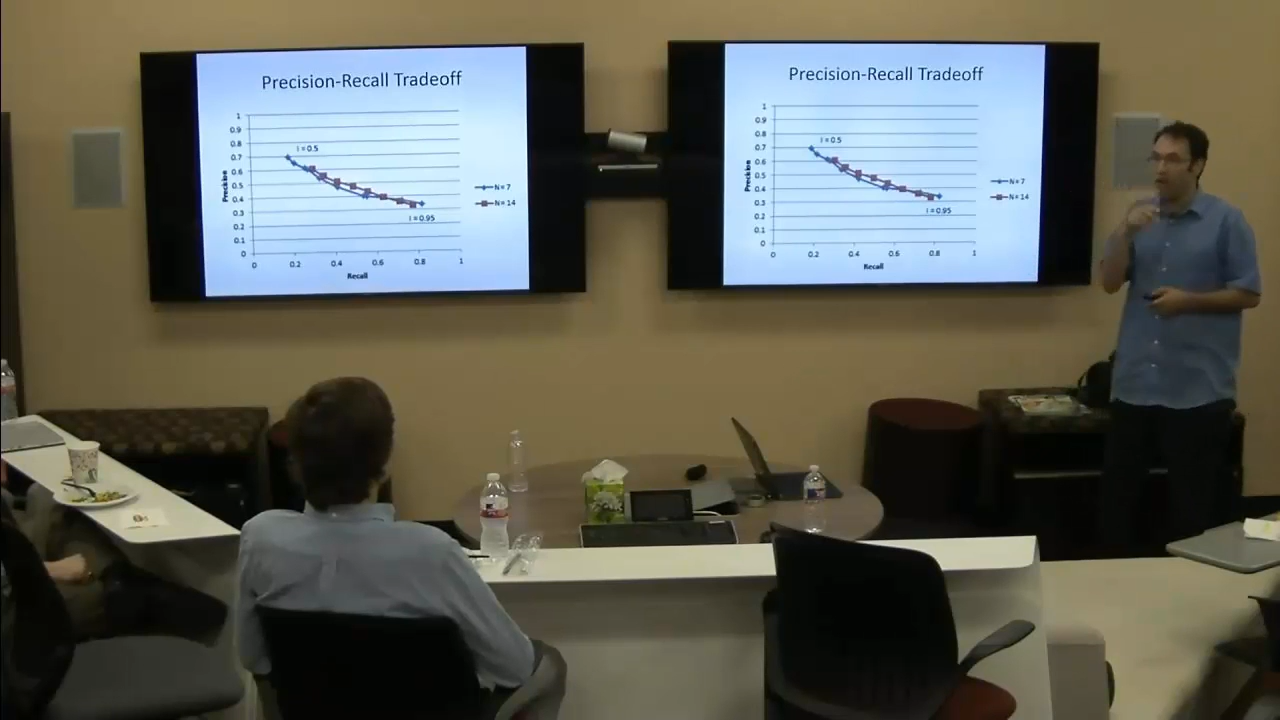 Precision-Recall Tradeoff
1
0.9
0.8
0.7
0.6
0.5
0.4
0.3
0.2
0.1
0
Precision
I = 0.5
I = 0.95
N = 7
N = 14
0 0.2 0.4 0.6 0.8 1
Recall
Precision-Recall Tradeoff
1
0.9
0.8
0.7
0.6
0.5
0.4
0.3
0.2
0.1
0
Precision
I = 0.5
I = 0.95
N = 7
N = 14
0 0.2 0.4 0.6 0.8 1
Recall